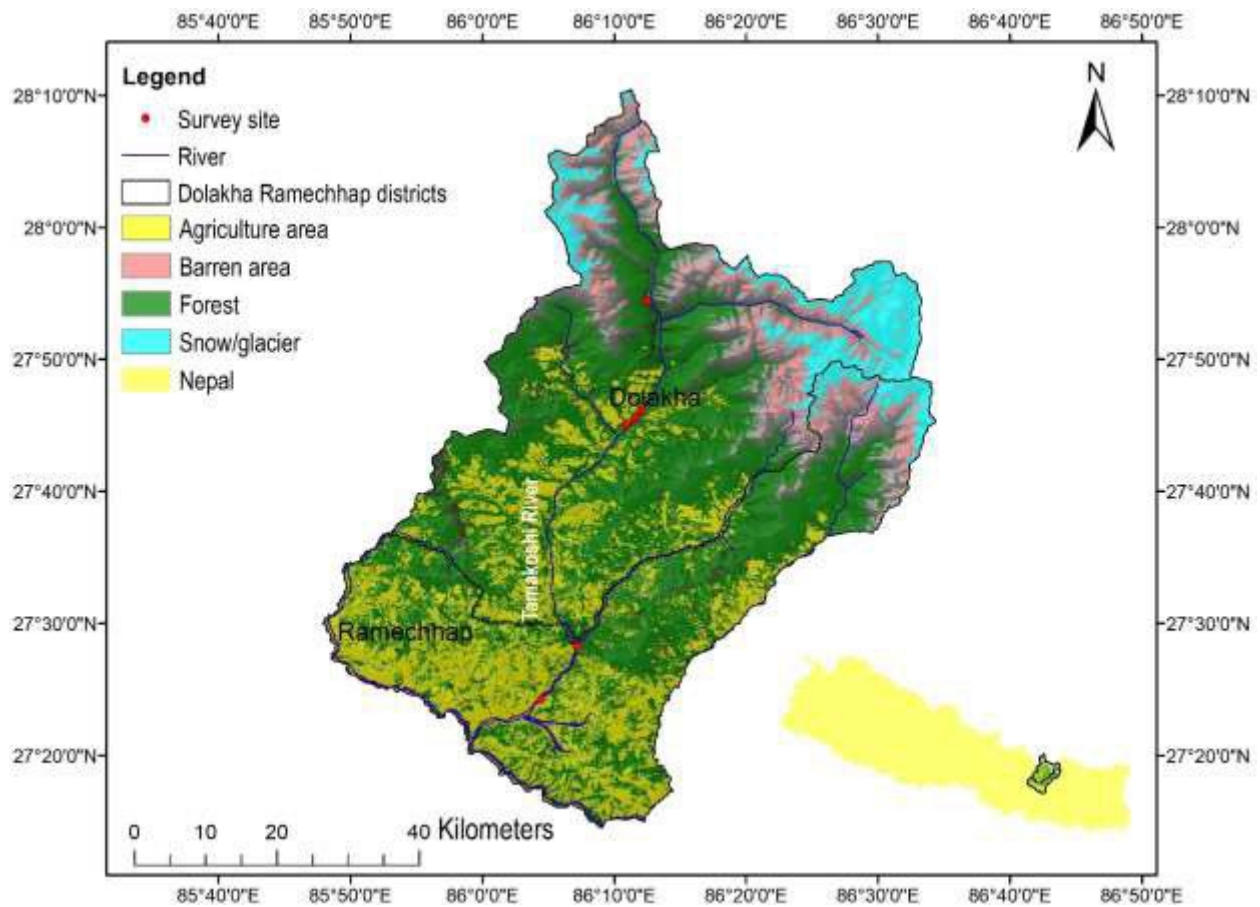 85°40'0"E 85°50'0"E 86°0'0"E 86°10'0"E 86°20'0"E 86°30'0"E 86°40'0"E 86°50'0"E
Legend
Survey site
River
Dolakha Ramechhap districts
Agriculture area
Barren area
Forest
Snow/glacier
Nepal
N
28°10'0"N 28°10'0"N
28°0'0"N 28°0'0"N
27°50'0"N 27°50'0"N
Dolakha
27°40'0"N 27°40'0"N
Tamakoshi River
27°30'0"N 27°30'0"N
Ramechhap
27°20'0"N 27°20'0"N
0 10 20 40 Kilometers
85°40'0"E 85°50'0"E 86°0'0"E 86°10'0"E 86°20'0"E 86°30'0"E 86°40'0"E 86°50'0"E